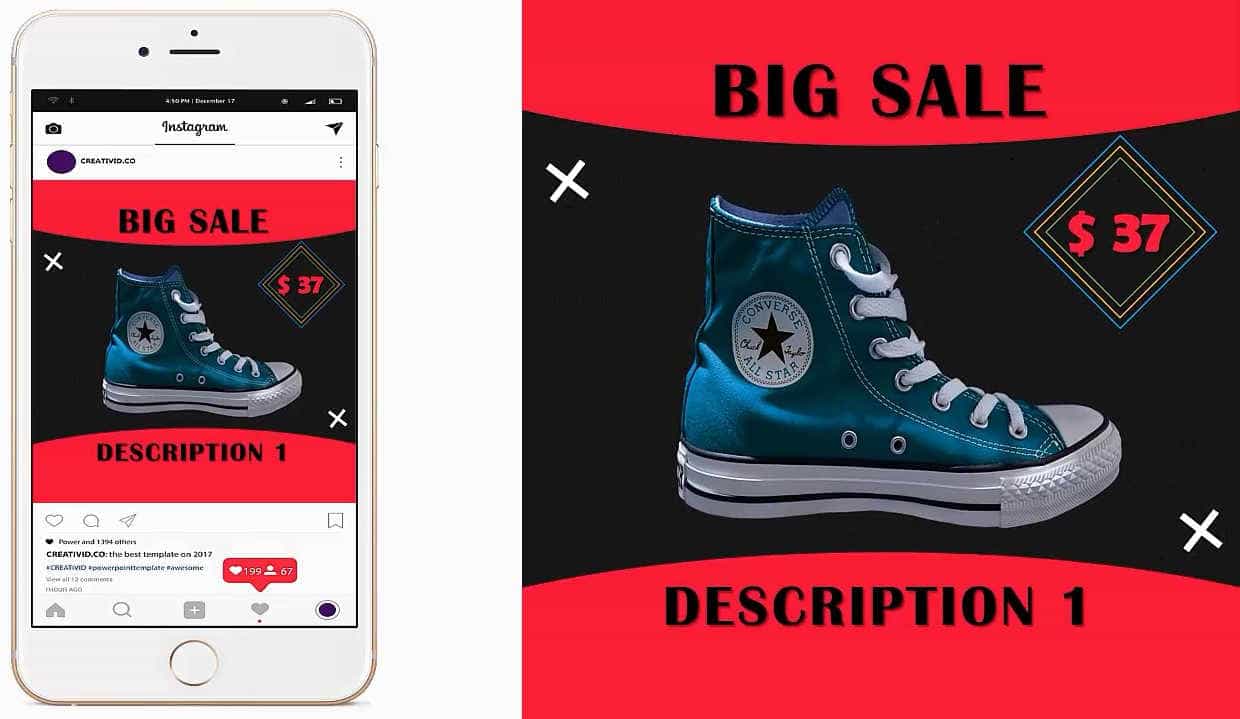 4:50 PM | December 17
Instagram
CREATIVID.CO
BIG SALE
$ 37
CONVERSE
ALL STAR
DESCRIPTION 1
Power and 1394 others
CREATIVID.CO: the best template on 2017
#CREATIVID #powerpointtemplate #awesome
View all 12 comments
1 HOUR AGO
199 67
BIG SALE
$ 37
CONVERSE
Chuck Taylor
ALL STAR
DESCRIPTION 1